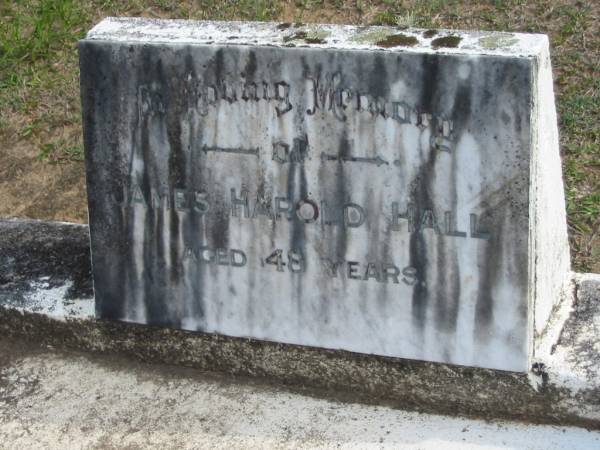 In Loving Memory
of
JAMES HAROLD HALL
AGED 48 YEARS.